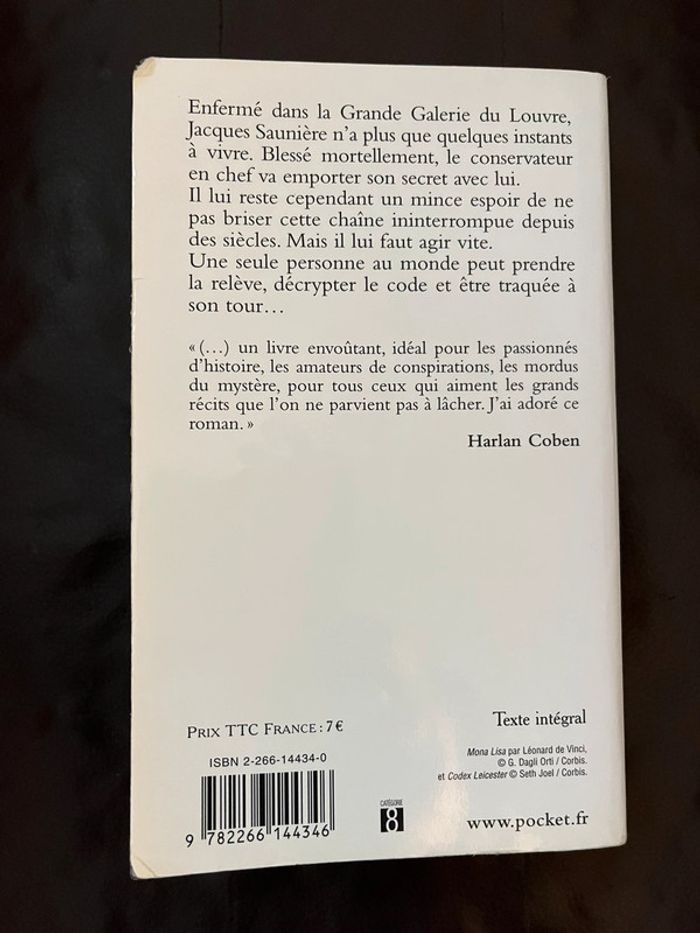 Enfermé dans la Grande Galerie du Louvre,
Jacques Saunière n'a plus que quelques instants
à vivre. Blessé mortellement, le conservateur
en chef va emporter son secret avec lui.
Il lui reste cependant un mince espoir de ne
pas briser cette chaîne ininterrompue depuis
des siècles. Mais il lui faut agir vite.
Une seule personne au monde peut prendre
la relève, décrypter le code et être traquée à
son tour…
« (…) un livre envoûtant, idéal pour les passionnés
d'histoire, les amateurs de conspirations, les mordus
du mystère, pour tous ceux qui aiment les grands
récits que l'on ne parvient pas à lâcher. J'ai adoré ce
roman. »
Harlan Coben
PRIX TTC FRANCE : 7 €
Texte intégral
ISBN 2-266-14434-0
Mona Lisa par Léonard de Vinci,
© G. Dagli Orti / Corbis.
et Codex Leicester © Seth Joel / Corbis.
9 782266 144346
CATÉGORIE
8
www.pocket.fr